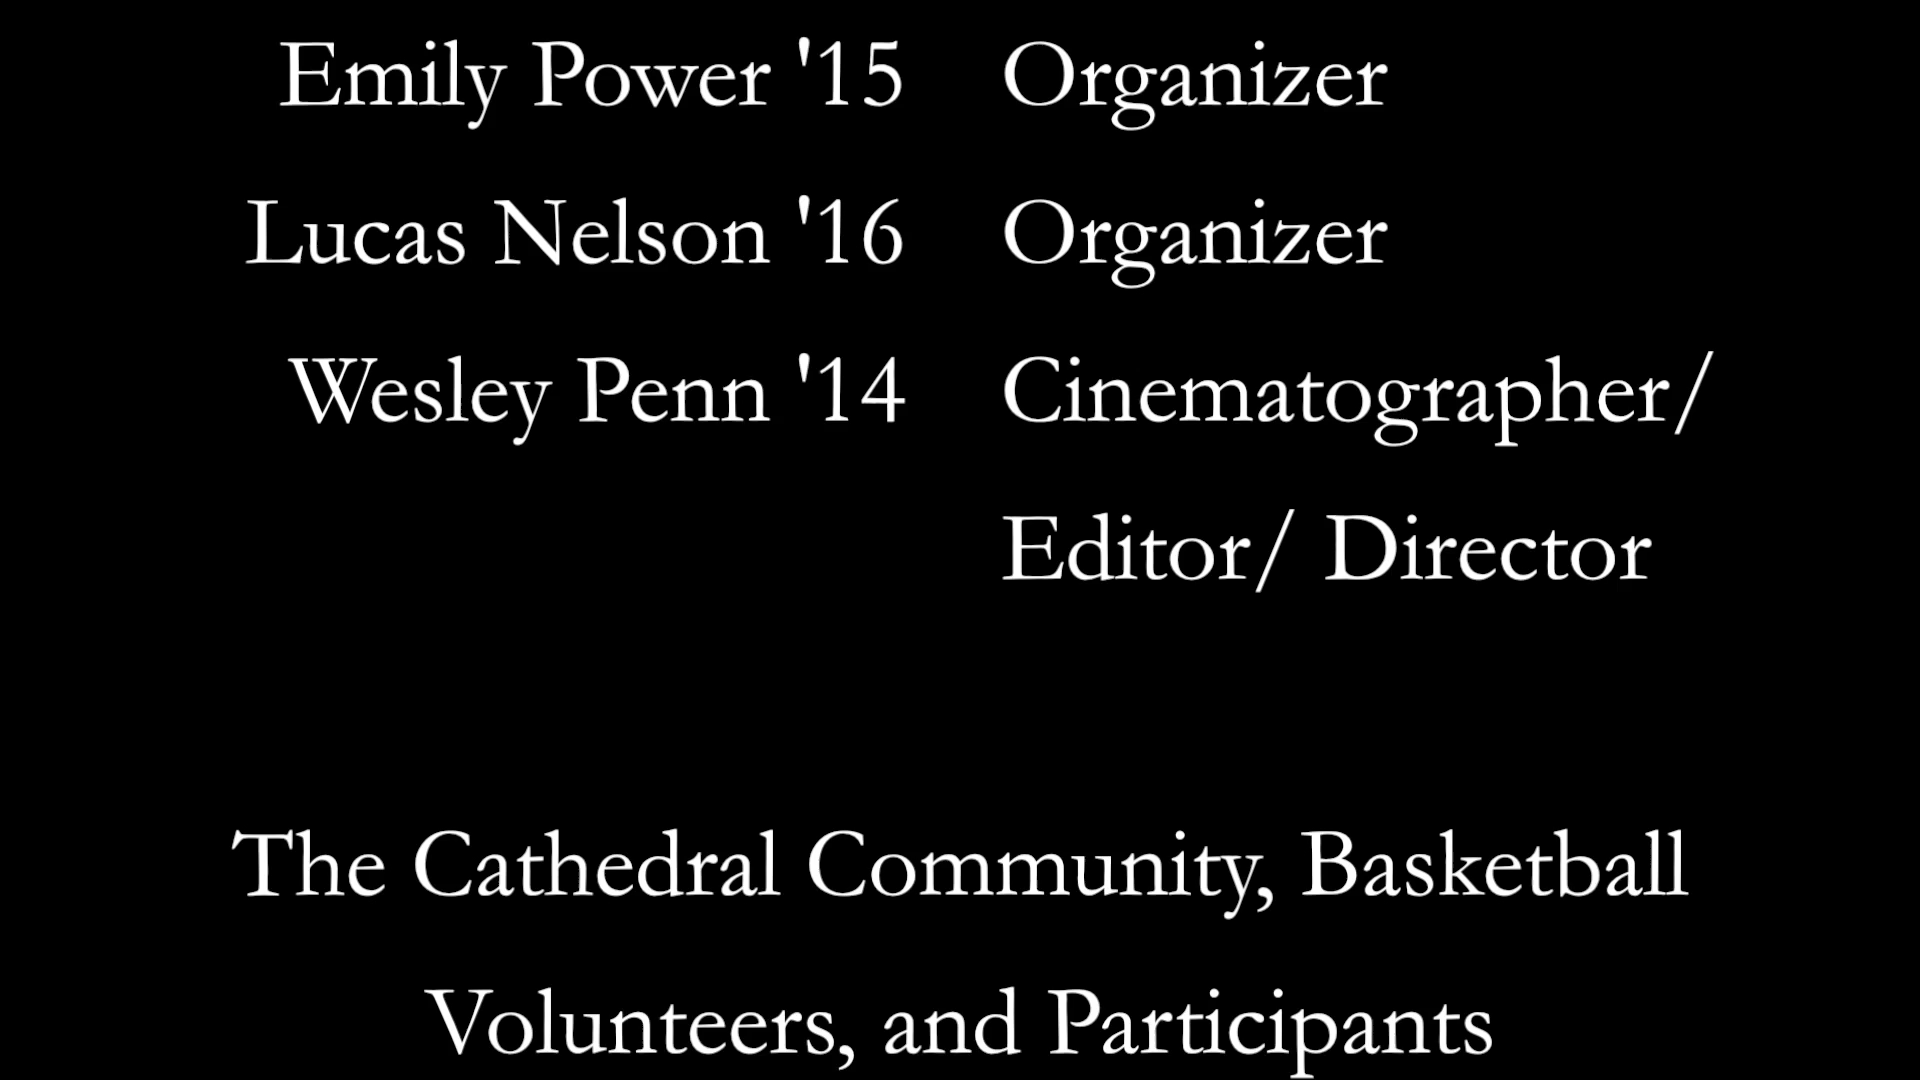 Emily Power '15 Organizer
Lucas Nelson '16 Organizer
Wesley Penn '14 Cinematographer/
Editor/ Director
The Cathedral Community, Basketball
Volunteers, and Participants